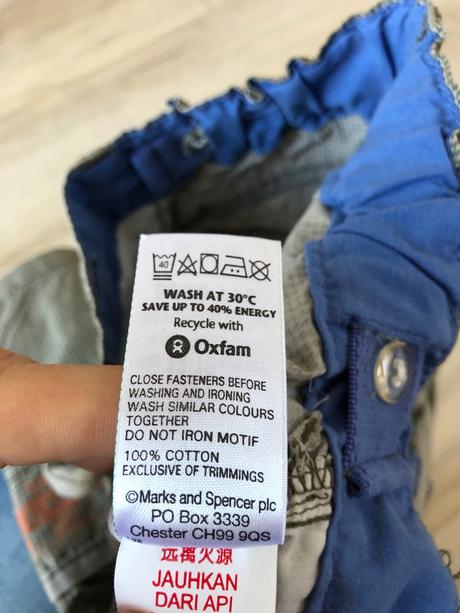 40
WASH AT 30°C
SAVE UP TO 40% ENERGY
Recycle with
Oxfam
CLOSE FASTENERS BEFORE
WASHING AND IRONING
WASH SIMILAR COLOURS
TOGETHER
DO NOT IRON MOTIF
100% COTTON
EXCLUSIVE OF TRIMMINGS
©Marks and Spencer plc
PO Box 3339
Chester CH99 9QS
远离火源
JAUHKAN
DARI API